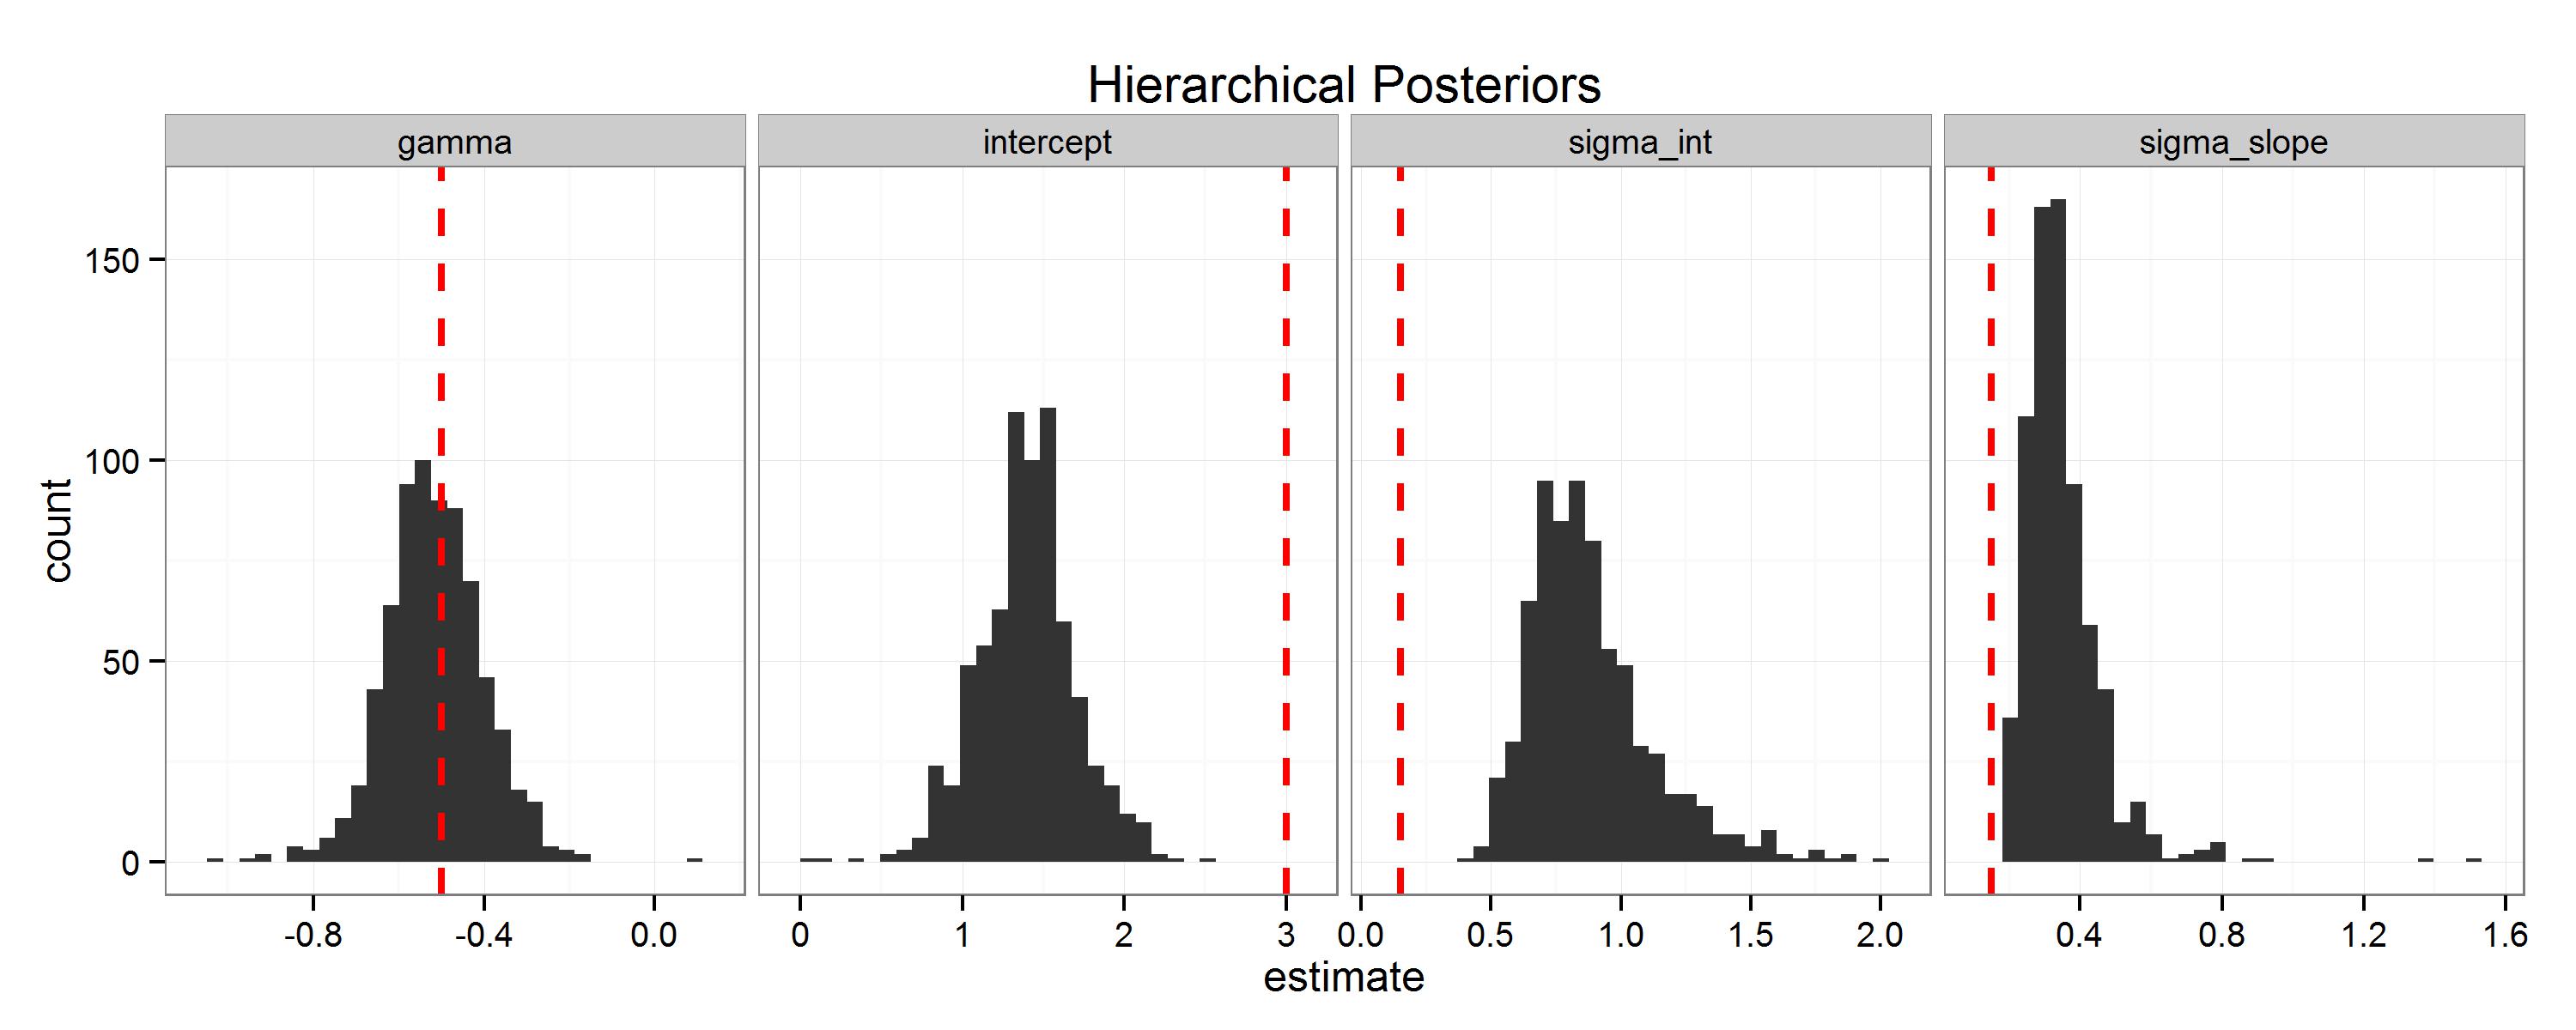 Hierarchical Posteriors
gamma
intercept
sigma_int
sigma_slope
count
150
100
50
0
-0.8 -0.4 0.0
0 1 2 3
0.0 0.5 1.0 1.5 2.0
0.4 0.8 1.2 1.6
estimate